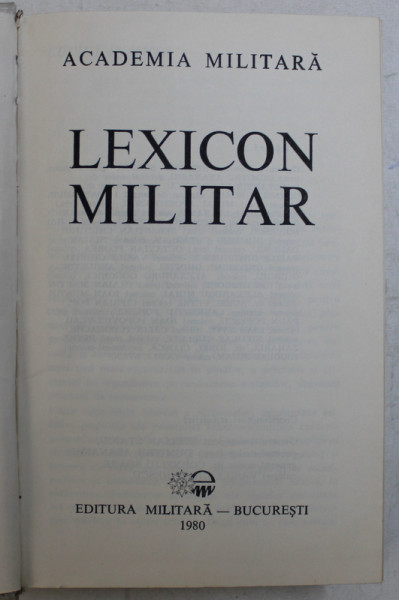 ACADEMIA MILITARĂ
LEXICON
MILITAR
EDITURA MILITARĂ — BUCUREȘTI
1980